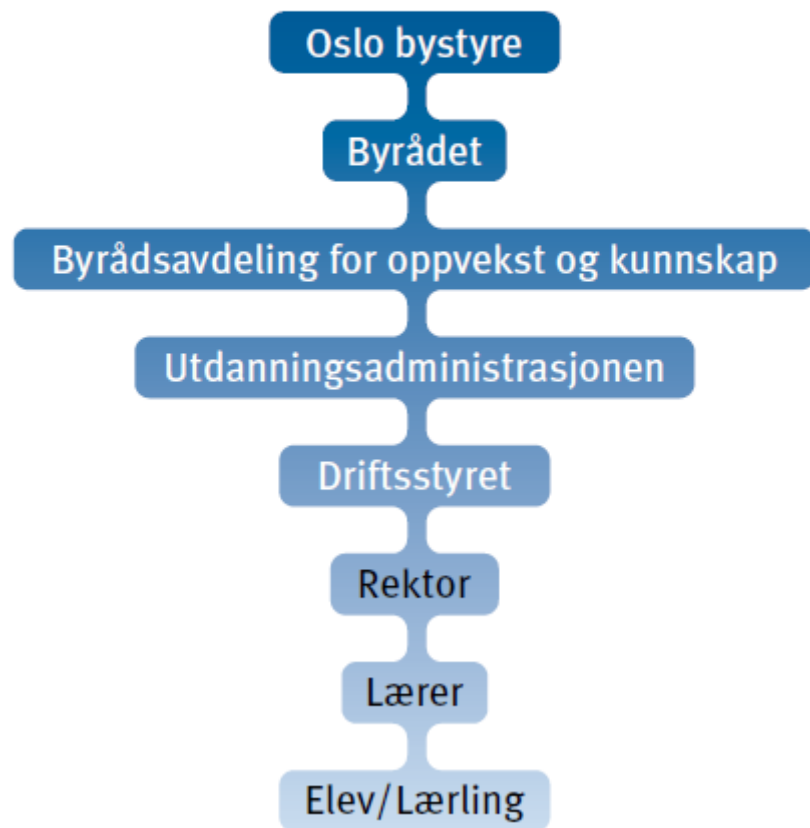 Oslo bystyre
Byrådet
Byrådsavdeling for oppvekst og kunnskap
Utdanningsadministrasjonen
Driftsstyret
Rektor
Lærer
Elev/Lærling